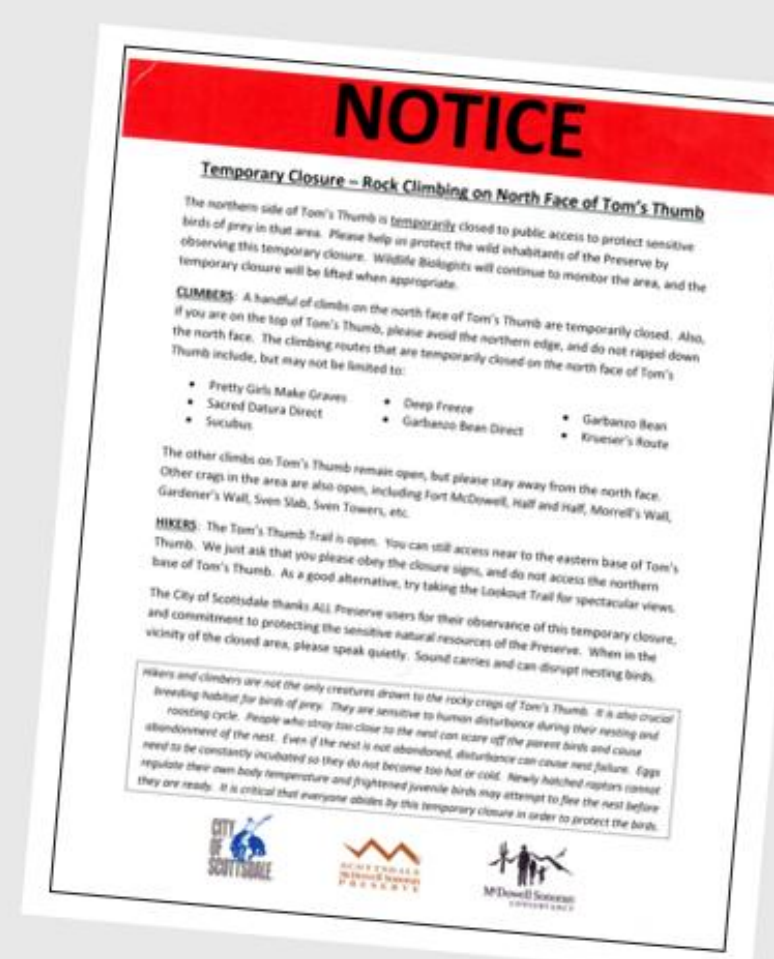 NOTICE
Temporary Closure – Rock Climbing on North Face of Tom's Thumb
The northern side of Tom's Thumb is temporarily closed to public access to protect sensitive
birds of prey in that area. Please help us protect the wild inhabitants of the Preserve by
observing this temporary closure. Wildlife Biologists will continue to monitor the area, and the
temporary closure will be lifted when appropriate.
CLIMBERS: A handful of climbs on the north face of Tom's Thumb are temporarily closed. Also,
if you are on the top of Tom's Thumb, please avoid the northern edge, and do not rappel down
the north face. The climbing routes that are temporarily closed on the north face of Tom's
Thumb include, but may not be limited to:
• Pretty Girls Make Graves
• Sacred Datura Direct
• Sucubus
• Deep Freeze
• Garbanzo Bean Direct
• Garbanzo Bean
• Krueser's Route
The other climbs on Tom's Thumb remain open, but please stay away from the north face.
Other crags in the area are also open, including Fort McDowell, Half and Half, Morrell's Wall,
Gardener's Wall, Sven Slab, Sven Towers, etc.
HIKERS: The Tom's Thumb Trail is open. You can still access near to the eastern base of Tom's
Thumb. We just ask that you please obey the closure signs, and do not access the northern
base of Tom's Thumb. As a good alternative, try taking the Lookout Trail for spectacular views.
The City of Scottsdale thanks ALL Preserve users for their observance of this temporary closure,
and commitment to protecting the sensitive natural resources of the Preserve. When in the
vicinity of the closed area, please speak quietly. Sound carries and can disrupt nesting birds.
Hikers and climbers are not the only creatures drawn to the rocky crags of Tom's Thumb. It is also crucial
breeding habitat for birds of prey. They are sensitive to human disturbance during their nesting and
roosting cycle. People who stray too close to the nest can scare off the parent birds and cause
abandonment of the nest. Even if the nest is not abandoned, disturbance can cause nest failure. Eggs
need to be constantly incubated so they do not become too hot or cold. Newly hatched raptors cannot
regulate their own body temperature and frightened juvenile birds may attempt to flee the nest before
they are ready. It is critical that everyone abides by this temporary closure in order to protect the birds.
CITY
OF
SCOTTSDALE
SCOTTSDALE
McDowell Sonoran
PRESERVE
McDowell Sonoran
CONSERVANCY